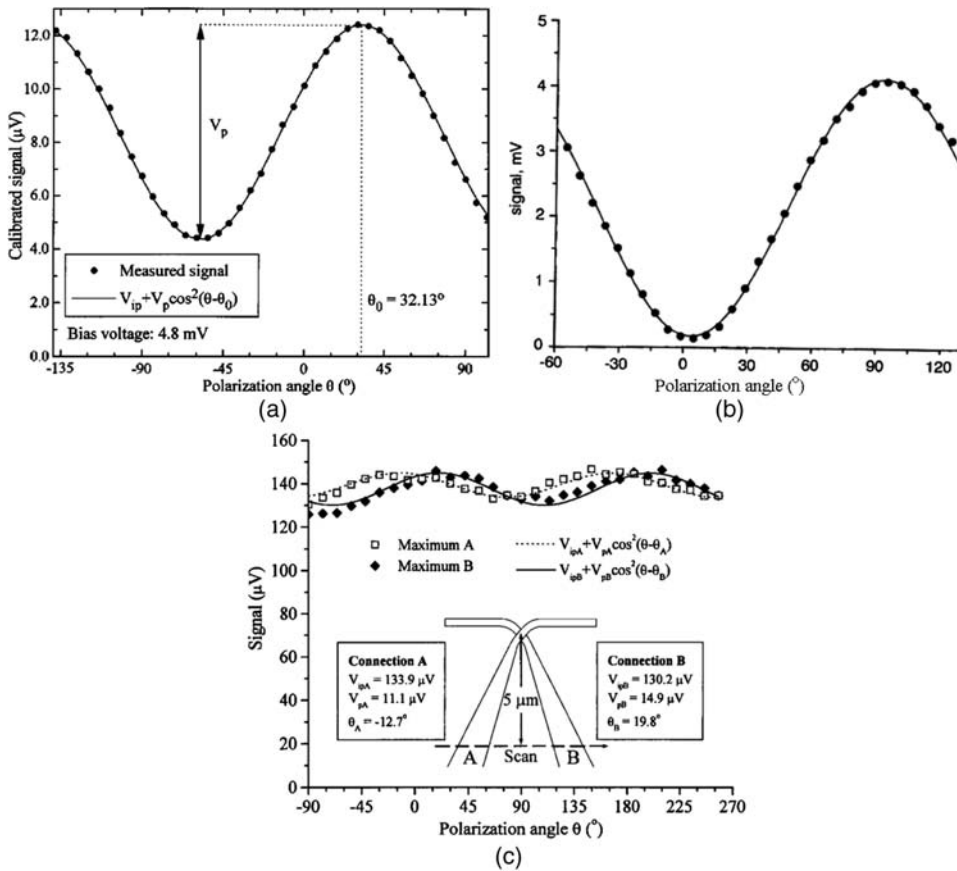 12.0
10.0
8.0
6.0
4.0
2.0
0.0
Calibrated signal (μV)
V_p
Measured signal
V_ip+V_pcos²(θ-θ₀)
Bias voltage: 4.8 mV
θ₀ = 32.13°
-135 -90 -45 0 45 90
Polarization angle θ (°)
(a)
5
4
3
2
1
0
signal, mV
-60 -30 0 30 60 90 120
Polarization angle (°)
(b)
160
140
120
100
80
60
40
20
0
Signal (μV)
Maximum A
Maximum B
V_ipA+V_pAcos²(θ-θ_A)
V_ipB+V_pBcos²(θ-θ_B)
Connection A
V_ipA = 133.9 μV
V_pA = 11.1 μV
θ_A = -12.7°
5 μm
A Scan B
Connection B
V_ipB = 130.2 μV
V_pB = 14.9 μV
θ_B = 19.8°
-90 -45 0 45 90 135 180 225 270
Polarization angle θ (°)
(c)